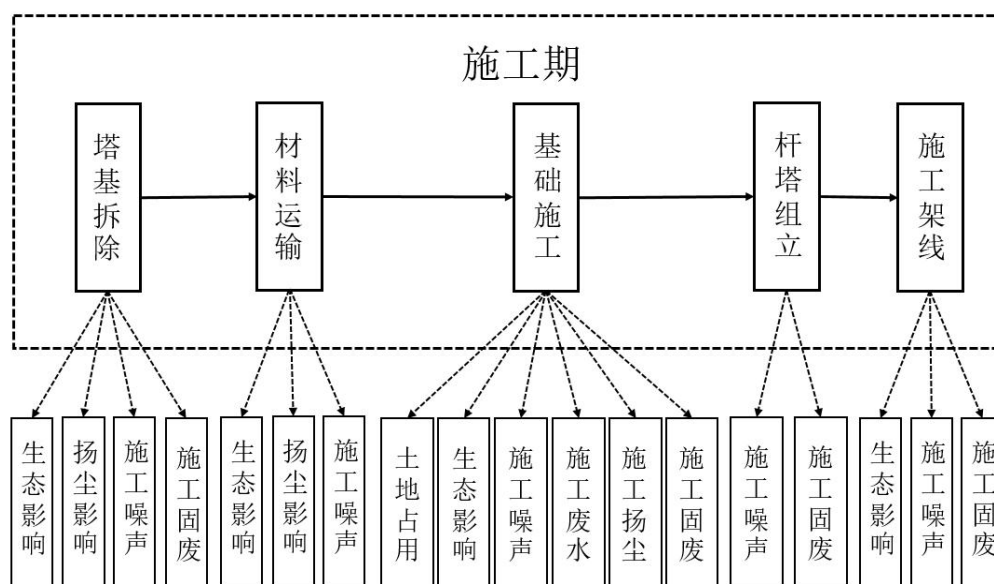 施工期
塔基拆除
材料运输
基础施工
杆塔组立
施工架线
生态影响
扬尘影响
施工噪声
施工固废
生态影响
扬尘影响
施工噪声
土地占用
生态影响
施工噪声
施工废水
施工扬尘
施工固废
施工噪声
施工固废
生态影响
施工噪声
施工固废